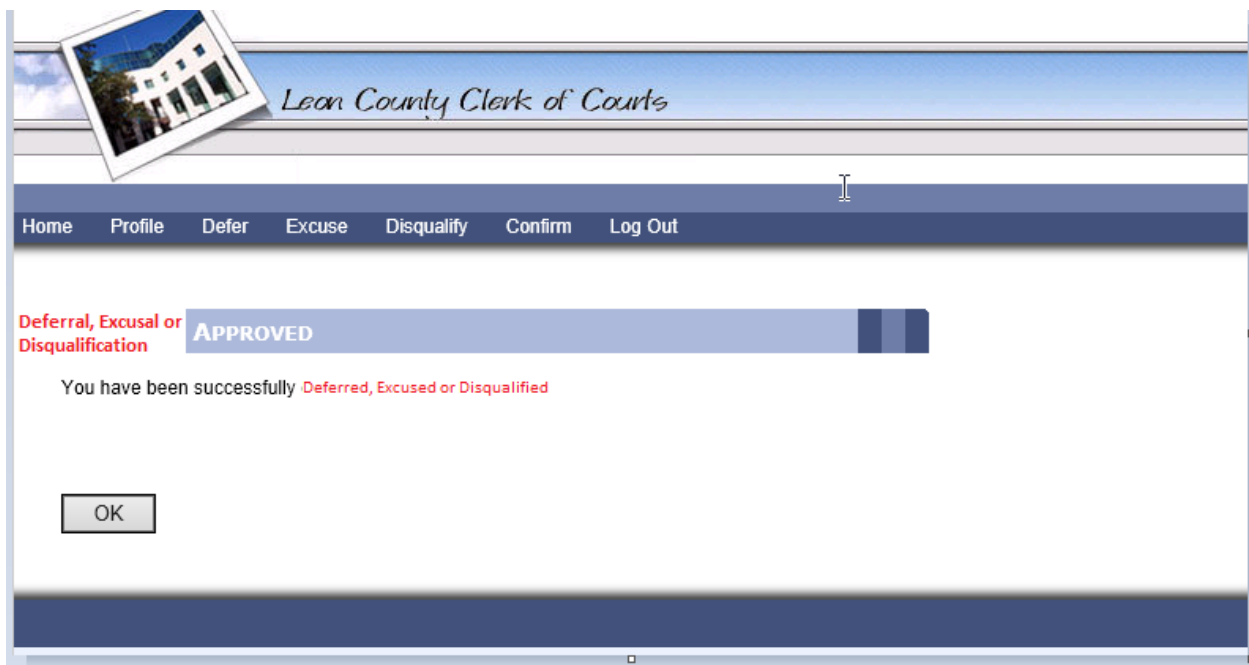 Leon County Clerk of Courts
Home Profile Defer Excuse Disqualify Confirm Log Out
Deferral, Excusal or
Disqualification
APPROVED
You have been successfully Deferred, Excused or Disqualified
OK